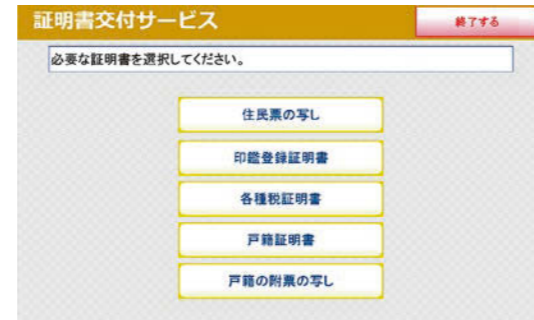 証明書交付サービス
終了する
必要な証明書を選択してください。
住民票の写し
印鑑登録証明書
各種税証明書
戸籍証明書
戸籍の附票の写し